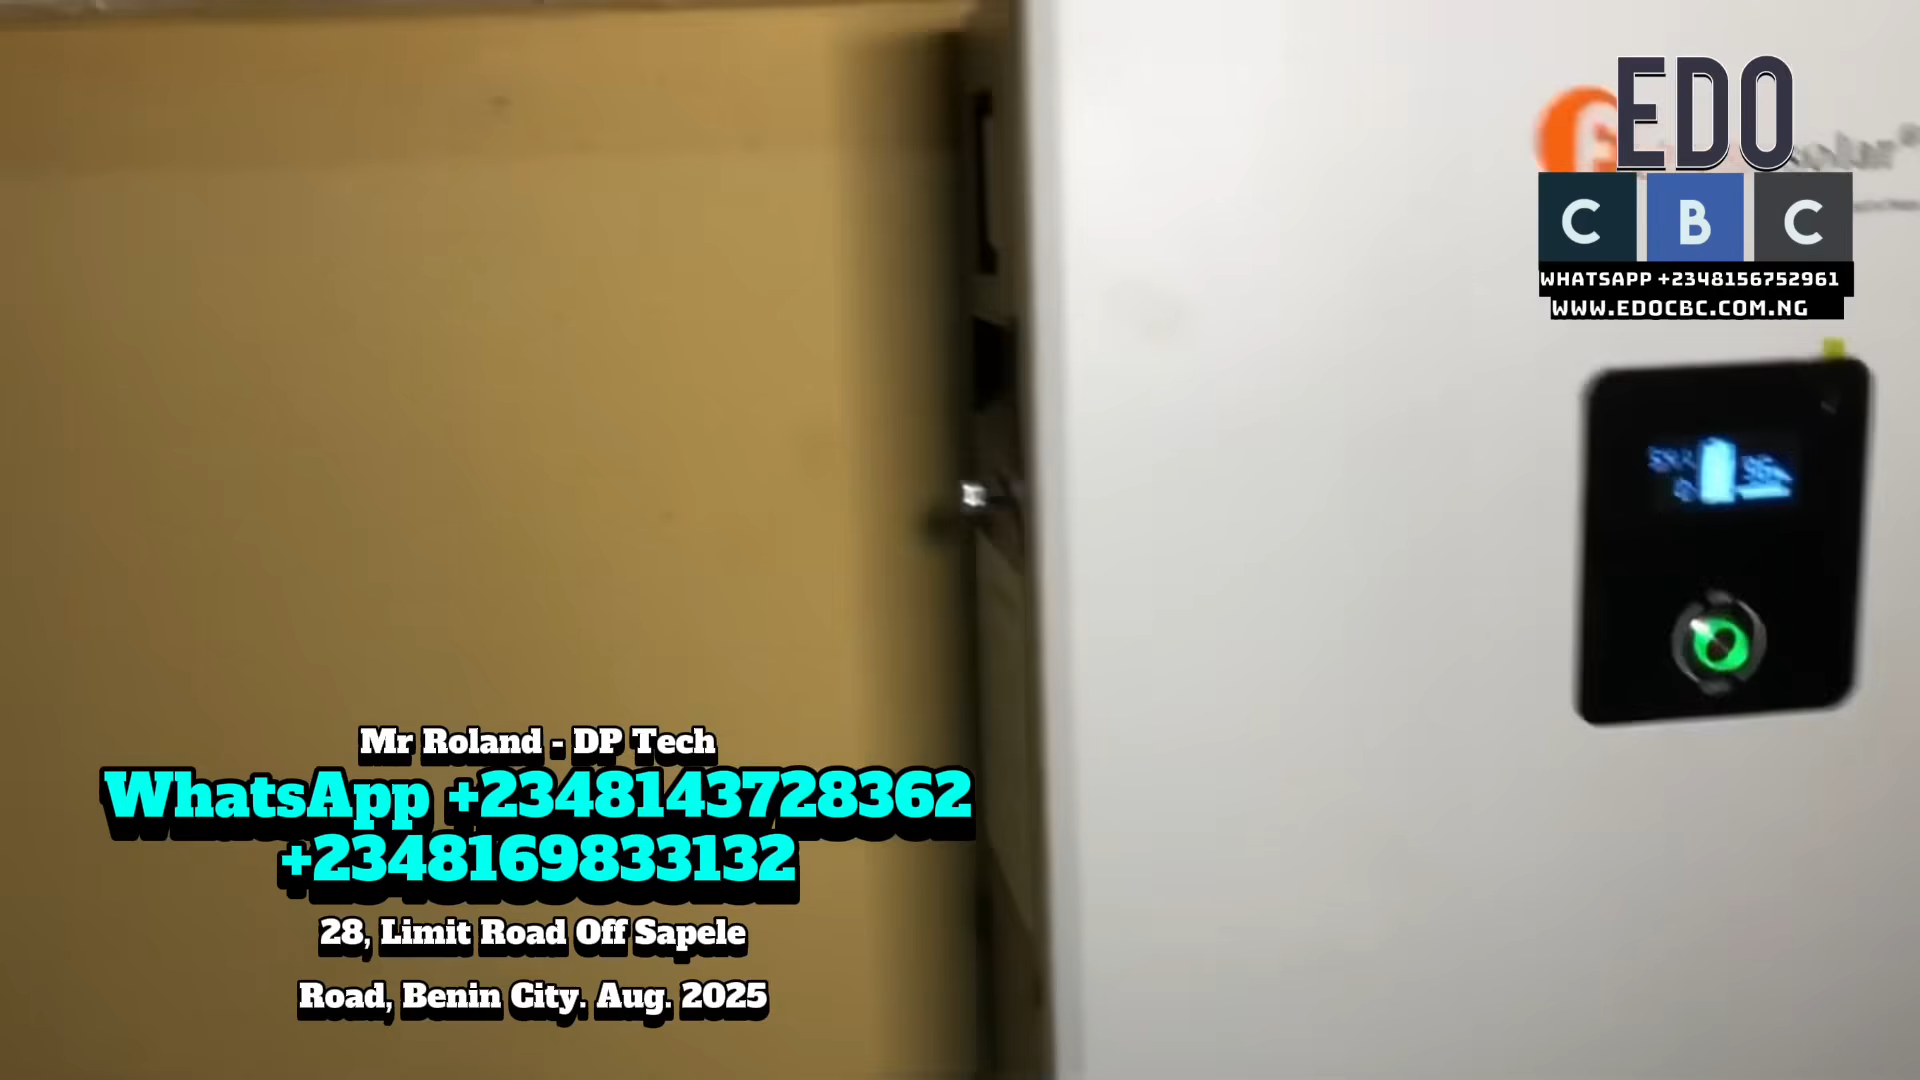 EDO
C B C
WHATSAPP +2348156752961
WWW.EDOCBC.COM.NG
Mr Roland - DP Tech
WhatsApp +2348143728362
+2348169833132
28, Limit Road Off Sapele
Road, Benin City. Aug. 2025